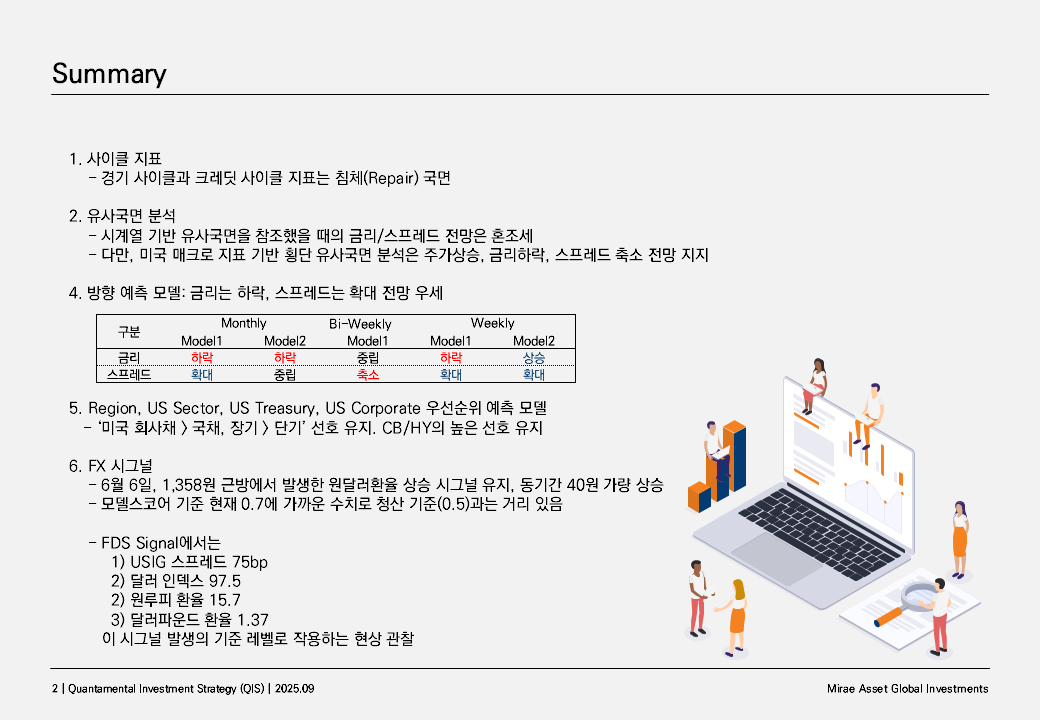 Summary
1. 사이클 지표
- 경기 사이클과 크레딧 사이클 지표는 침체(Repair) 국면
2. 유사국면 분석
- 시계열 기반 유사국면을 참조했을 때의 금리/스프레드 전망은 혼조세
- 다만, 미국 매크로 지표 기반 횡단 유사국면 분석은 주가상승, 금리하락, 스프레드 축소 전망 지지
4. 방향 예측 모델: 금리는 하락, 스프레드는 확대 전망 우세
구분 Monthly Bi-Weekly Weekly
Model1 Model2 Model1 Model1 Model2
금리 하락 하락 중립 하락 상승
스프레드 확대 중립 축소 확대 확대
5. Region, US Sector, US Treasury, US Corporate 우선순위 예측 모델
- ‘미국 회사채 > 국채, 장기 > 단기’ 선호 유지. CB/HY의 높은 선호 유지
6. FX 시그널
- 6월 6일, 1,358원 근방에서 발생한 원달러환율 상승 시그널 유지, 동기간 40원 가량 상승
- 모델스코어 기준 현재 0.7에 가까운 수치로 청산 기준(0.5)과는 거리 있음
- FDS Signal에서는
1) USIG 스프레드 75bp
2) 달러 인덱스 97.5
2) 원루피 환율 15.7
3) 달러파운드 환율 1.37
이 시그널 발생의 기준 레벨로 작용하는 현상 관찰
2 | Quantamental Investment Strategy (QIS) | 2025.09
Mirae Asset Global Investments